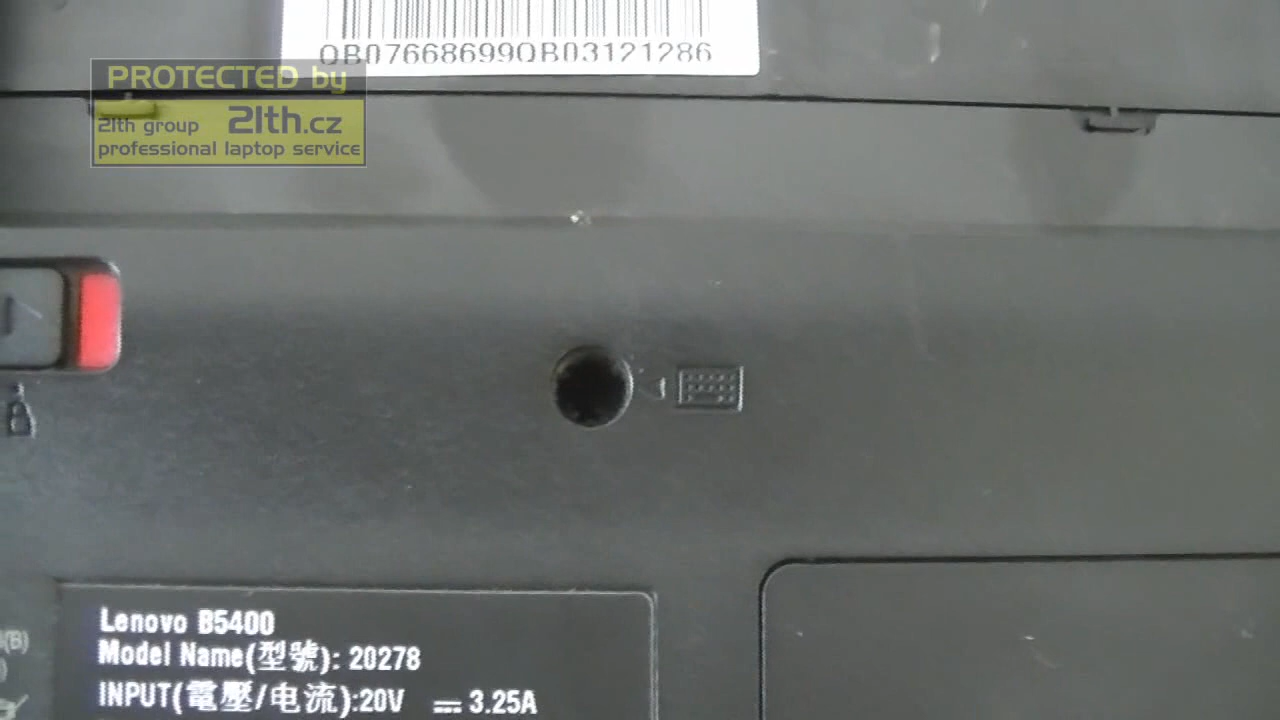 QB07668699QB03121286
PROTECTED by
2lth group 2lth.cz
professional laptop service
Lenovo B5400
Model Name(型號): 20278
INPUT(電壓/电流):20V ⎓ 3.25A
(B)